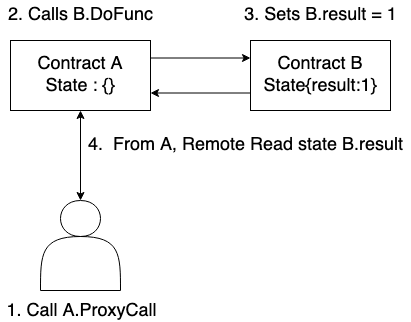 2. Calls B.DoFunc
3. Sets B.result = 1
Contract A
State : {}
Contract B
State{result:1}
4.  From A, Remote Read state B.result
1. Call A.ProxyCall